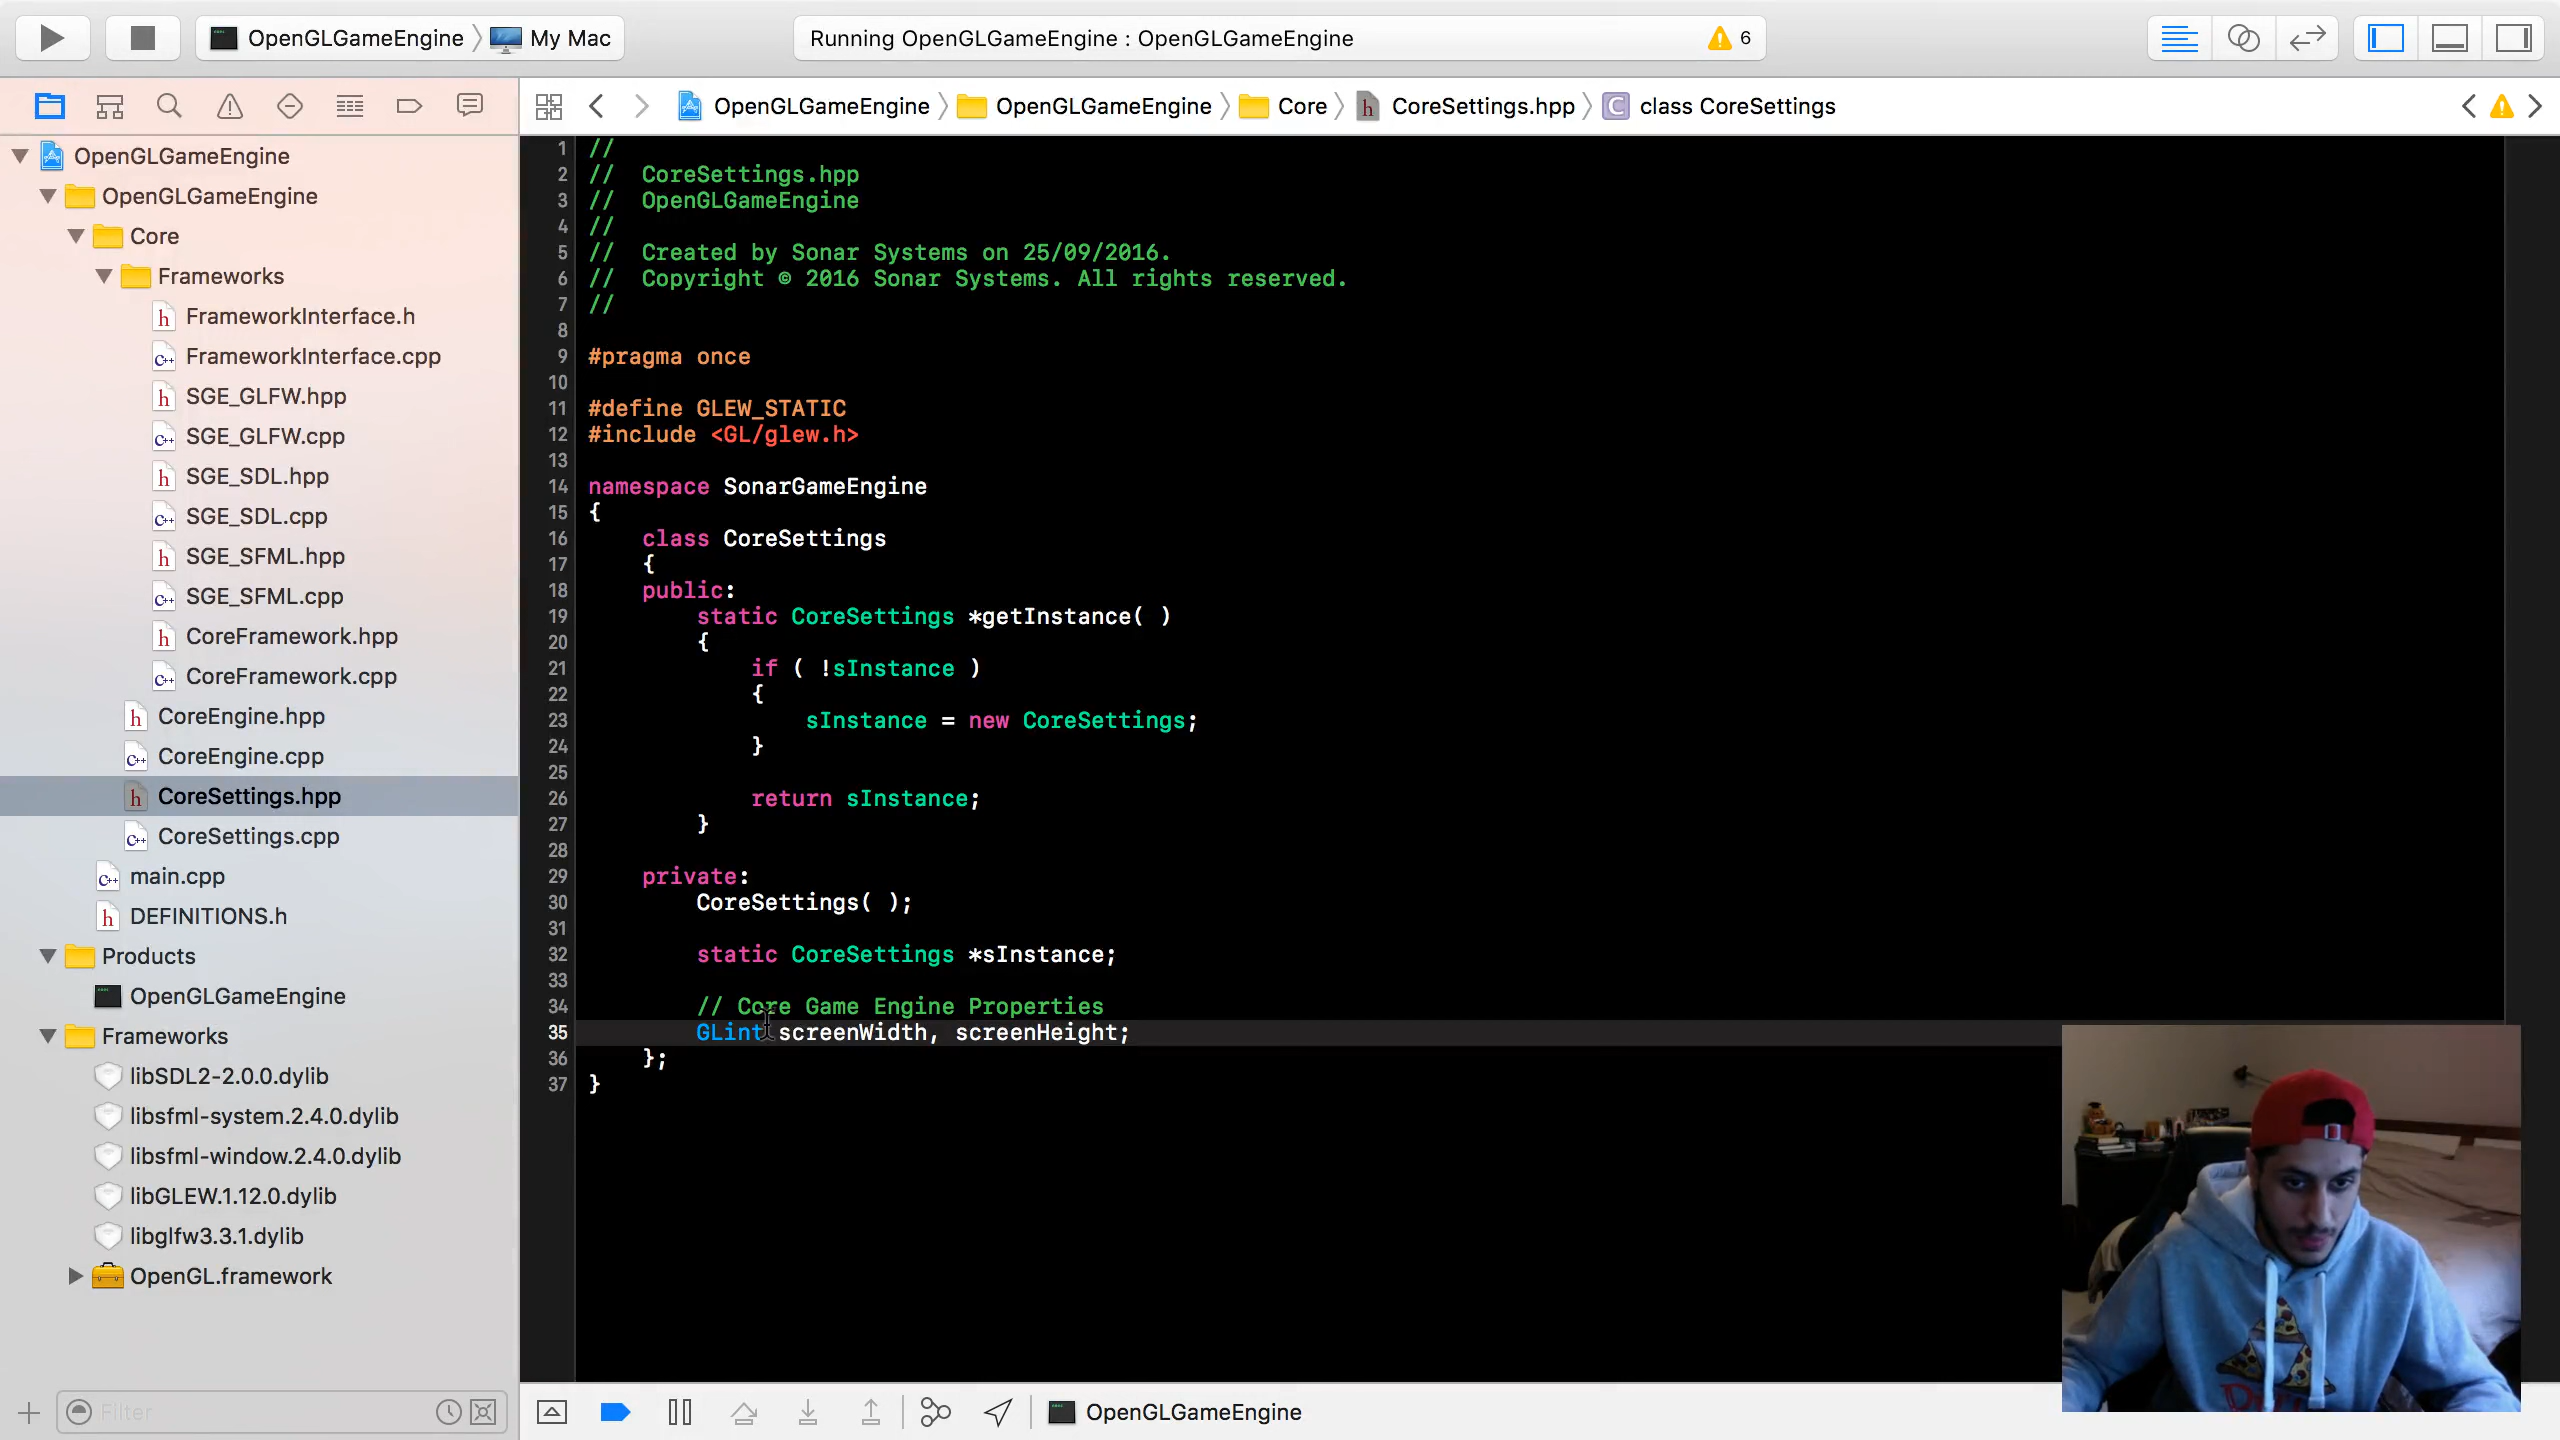 OpenGLGameEngine 〉 My Mac
Running OpenGLGameEngine : OpenGLGameEngine
6
OpenGLGameEngine 〉 OpenGLGameEngine 〉 Core 〉 CoreSettings.hpp 〉 class CoreSettings
OpenGLGameEngine
OpenGLGameEngine
Core
Frameworks
FrameworkInterface.h
FrameworkInterface.cpp
SGE_GLFW.hpp
SGE_GLFW.cpp
SGE_SDL.hpp
SGE_SDL.cpp
SGE_SFML.hpp
SGE_SFML.cpp
CoreFramework.hpp
CoreFramework.cpp
CoreEngine.hpp
CoreEngine.cpp
CoreSettings.hpp
CoreSettings.cpp
main.cpp
DEFINITIONS.h
Products
OpenGLGameEngine
Frameworks
libSDL2-2.0.0.dylib
libsfml-system.2.4.0.dylib
libsfml-window.2.4.0.dylib
libGLEW.1.12.0.dylib
libglfw3.3.1.dylib
OpenGL.framework
Filter
1 //
2 //  CoreSettings.hpp
3 //  OpenGLGameEngine
4 //
5 //  Created by Sonar Systems on 25/09/2016.
6 //  Copyright © 2016 Sonar Systems. All rights reserved.
7 //
8
9 #pragma once
10
11 #define GLEW_STATIC
12 #include <GL/glew.h>
13
14 namespace SonarGameEngine
15 {
16     class CoreSettings
17     {
18     public:
19         static CoreSettings *getInstance( )
20         {
21             if ( !sInstance )
22             {
23                 sInstance = new CoreSettings;
24             }
25
26             return sInstance;
27         }
28
29     private:
30         CoreSettings( );
31
32         static CoreSettings *sInstance;
33
34         // Core Game Engine Properties
35         GLint screenWidth, screenHeight;
36     };
37 }
OpenGLGameEngine